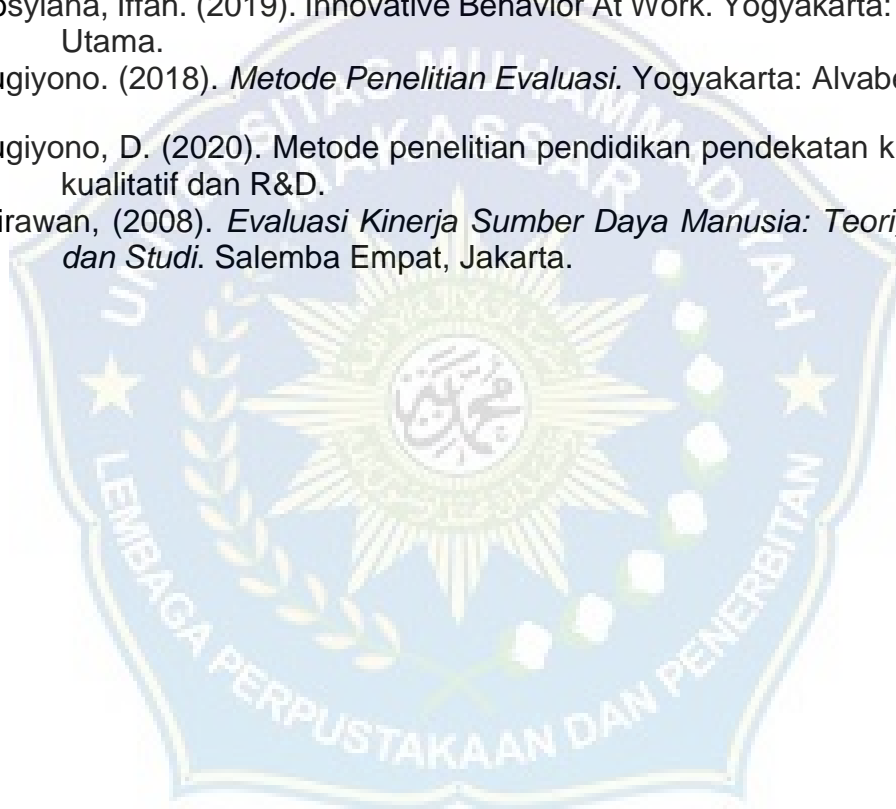 osyiana, Iffah. (2019). Innovative Behavior At Work. Yogyakarta:
Utama.
ugiyono. (2018). Metode Penelitian Evaluasi. Yogyakarta: Alvabe
ugiyono, D. (2020). Metode penelitian pendidikan pendekatan k
kualitatif dan R&D.
irawan, (2008). Evaluasi Kinerja Sumber Daya Manusia: Teori,
dan Studi. Salemba Empat, Jakarta.
UNIVERSITAS MUHAMMADIYAH
MAKASSAR
LEMBAGA PERPUSTAKAAN DAN PENERBITAN